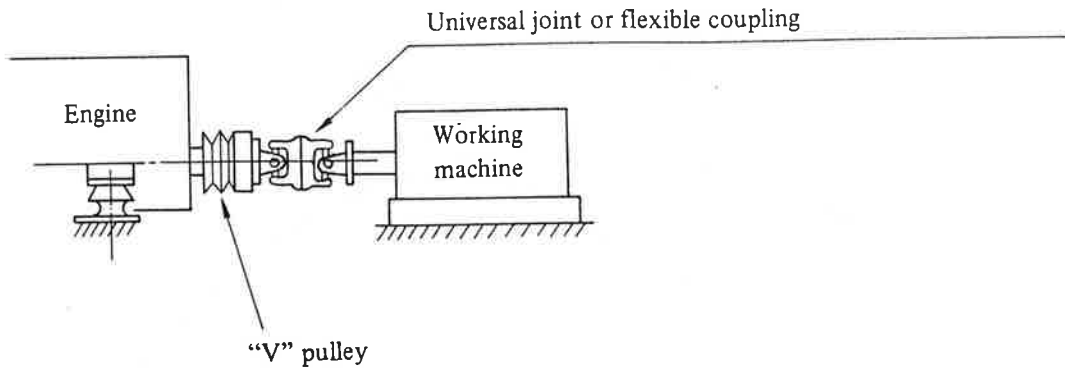 Universal joint or flexible coupling
Engine
Working
machine
“V” pulley